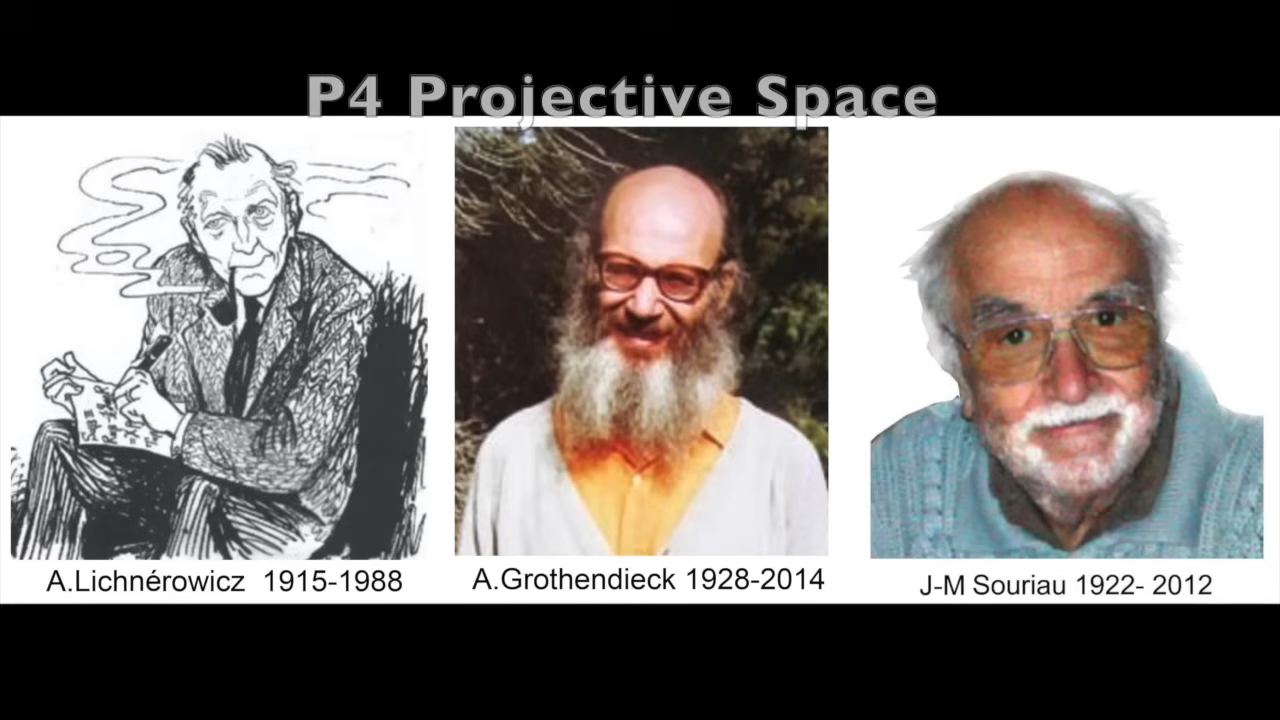 P4 Projective Space
A.Lichnérowicz 1915-1988
A.Grothendieck 1928-2014
J-M Souriau 1922- 2012